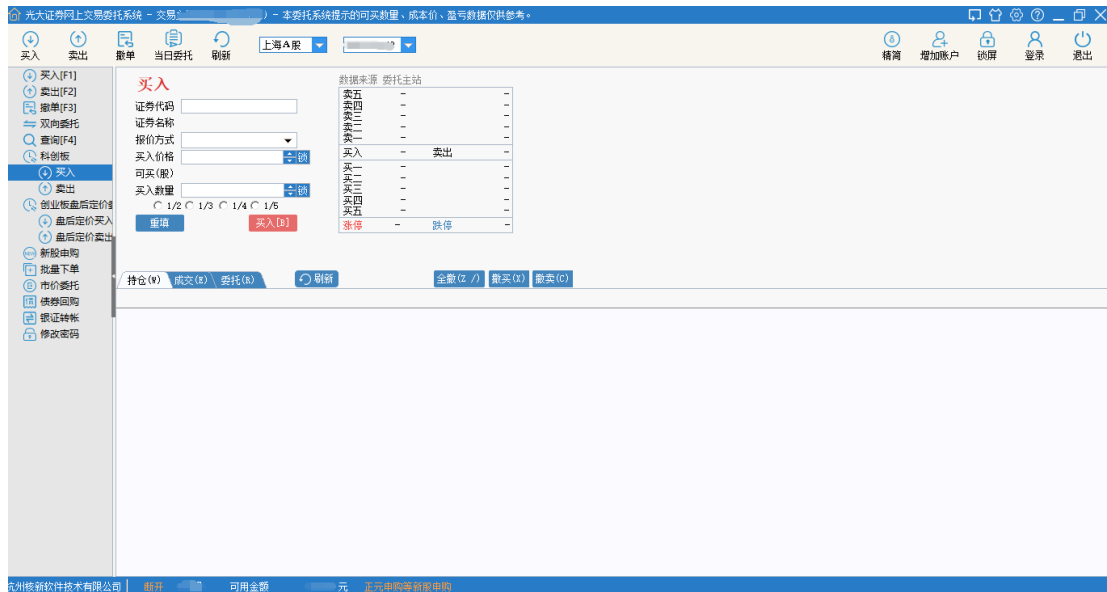 光大证券网上交易委托系统 - 交易 ) - 本委托系统提示的可买数量、成本价、盈亏数据仅供参考。
买入 卖出 撤单 当日委托 刷新 上海A股 精简 增加账户 锁屏 登录 退出
买入[F1]
卖出[F2]
撤单[F3]
双向委托
查询[F4]
科创板
买入
卖出
创业板盘后定价
盘后定价买入
盘后定价卖出
新股申购
批量下单
市价委托
债券回购
银证转帐
修改密码
买入
证券代码
证券名称
报价方式
买入价格 锁
可买(股)
买入数量 锁
1/2 1/3 1/4 1/5
重填 买入[B]
数据来源 委托主站
卖五 - -
卖四 - -
卖三 - -
卖二 - -
卖一 - -
买入 - 卖出 -
买一 - -
买二 - -
买三 - -
买四 - -
买五 - -
涨停 - 跌停 -
持仓(W) 成交(E) 委托(R) 刷新 全撤(Z /) 撤买(X) 撤卖(C)
杭州核新软件技术有限公司 断开 可用金额 元 正元申购等新股申购